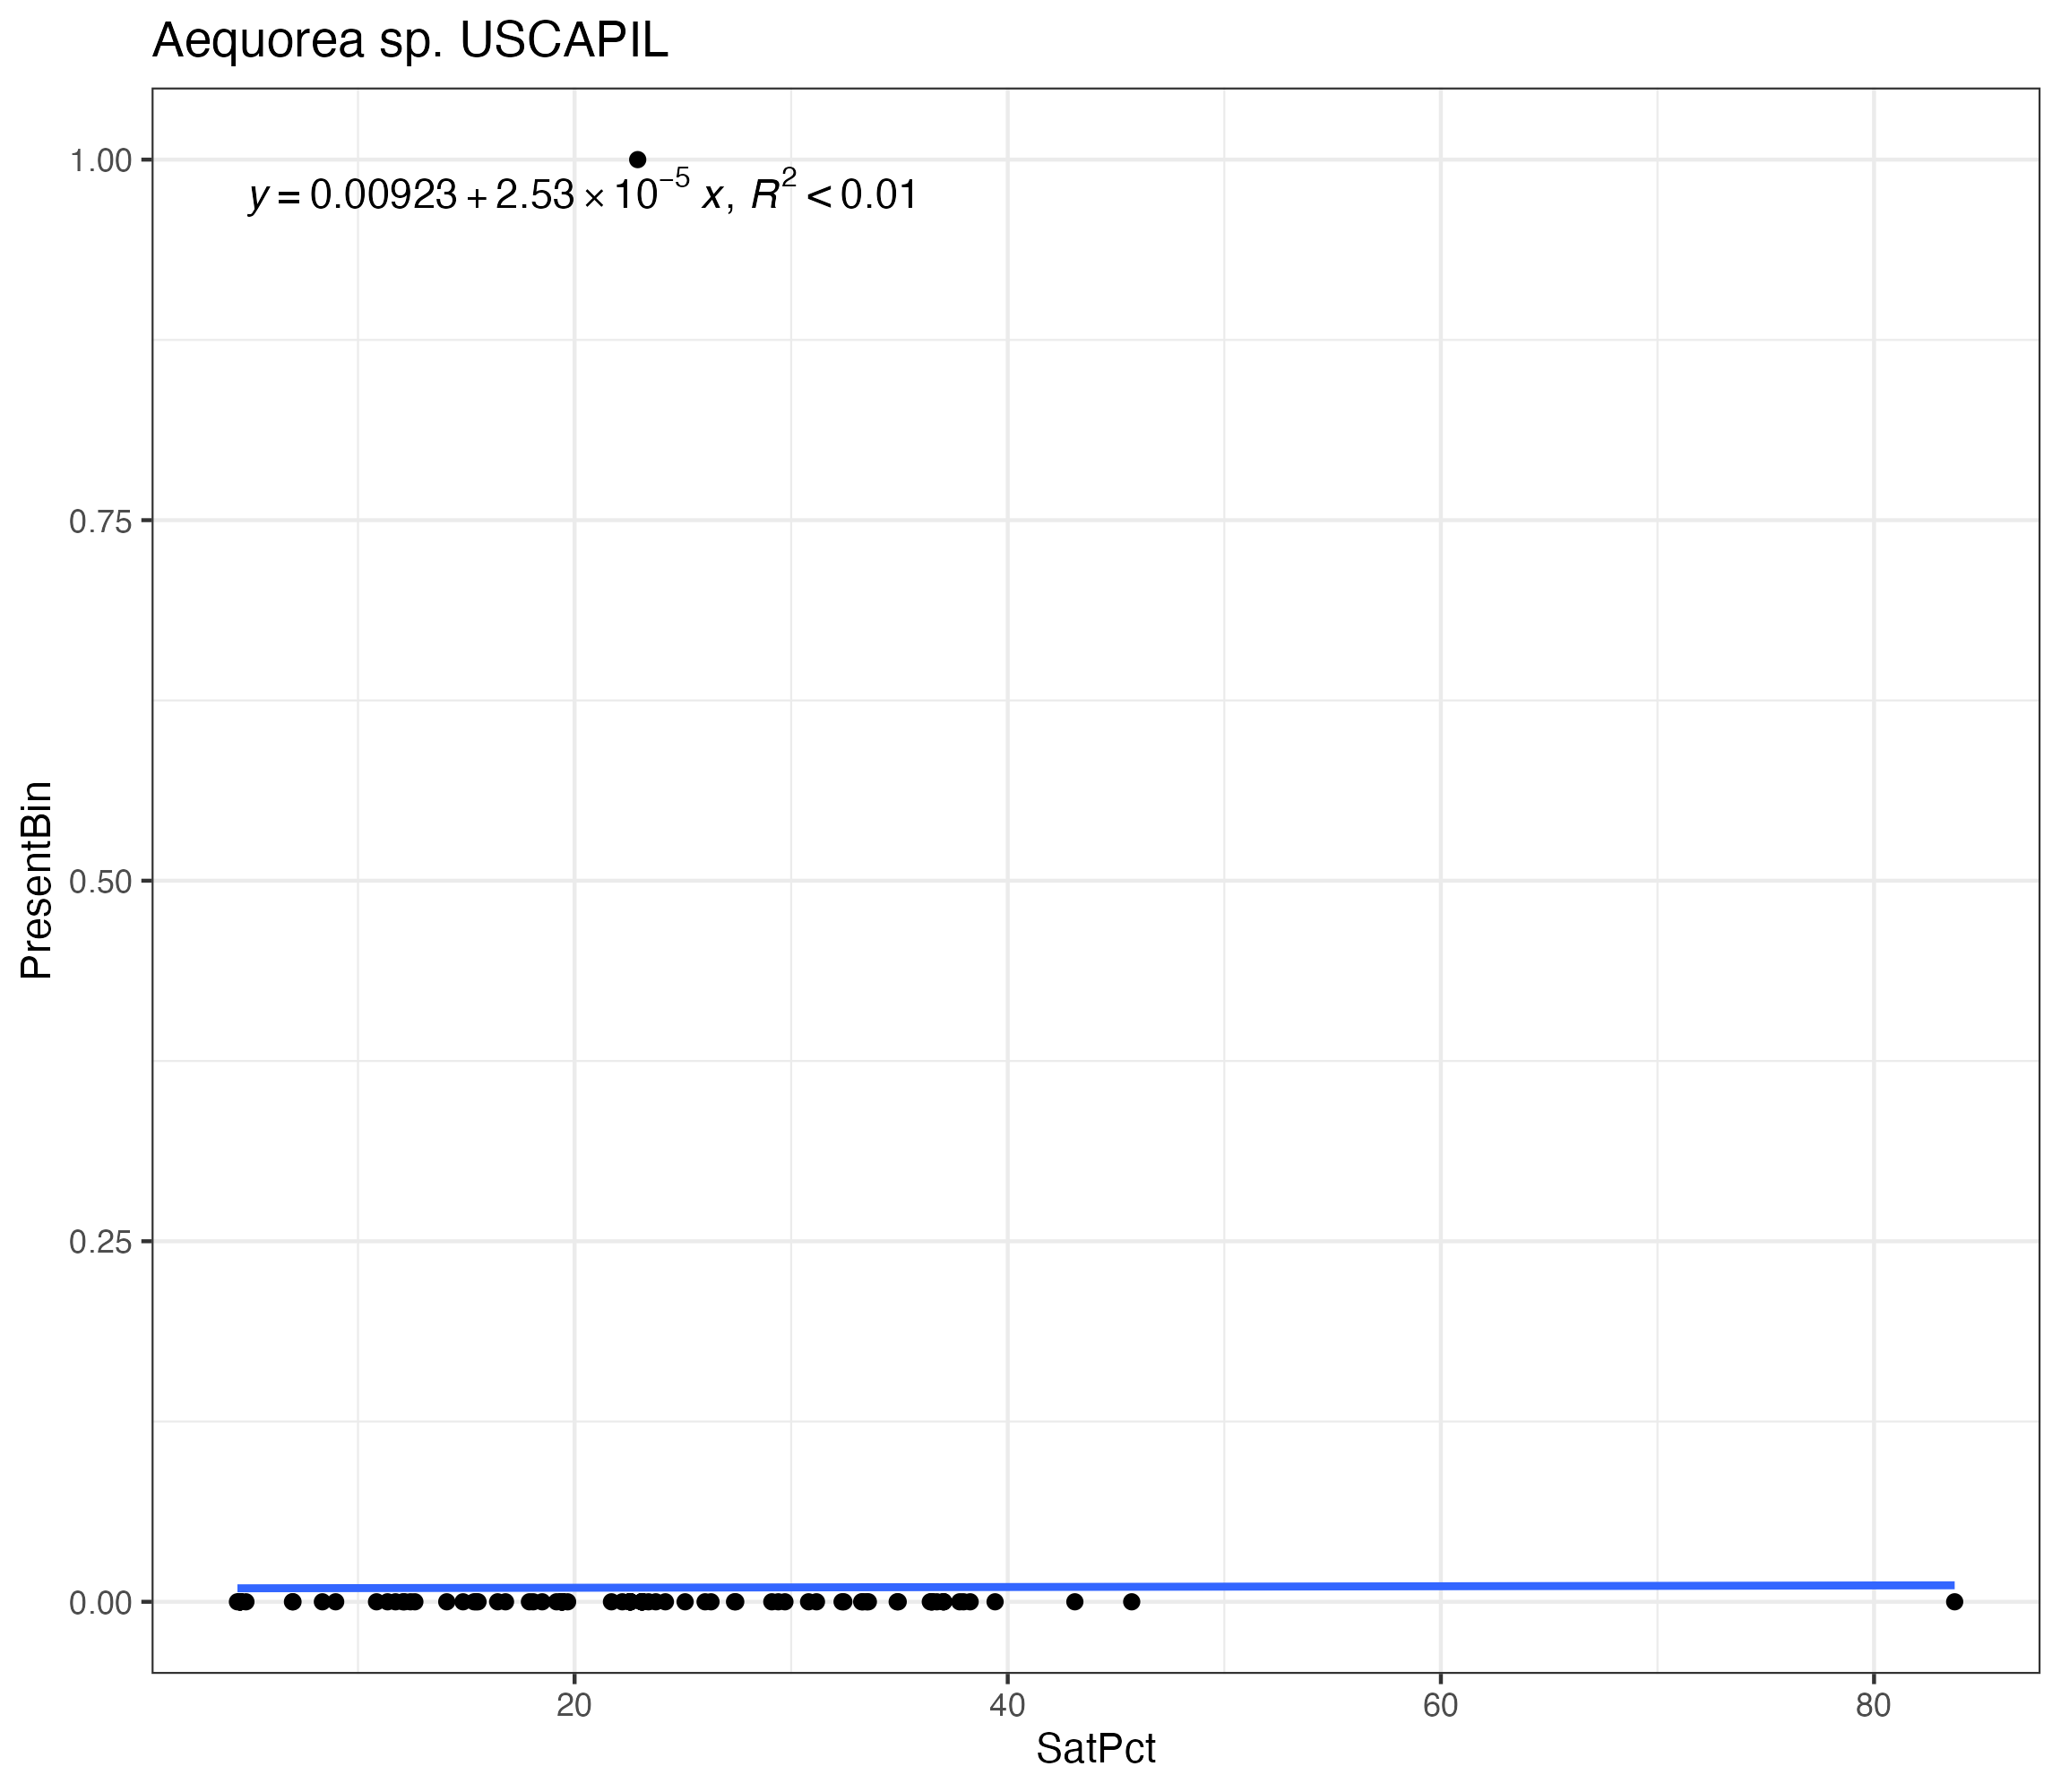 Aequorea sp. USCAPIL
1.00
y = 0.00923 + 2.53 × 10⁻⁵ x, R² < 0.01
0.75
0.50
0.25
0.00
PresentBin
20 40 60 80
SatPct